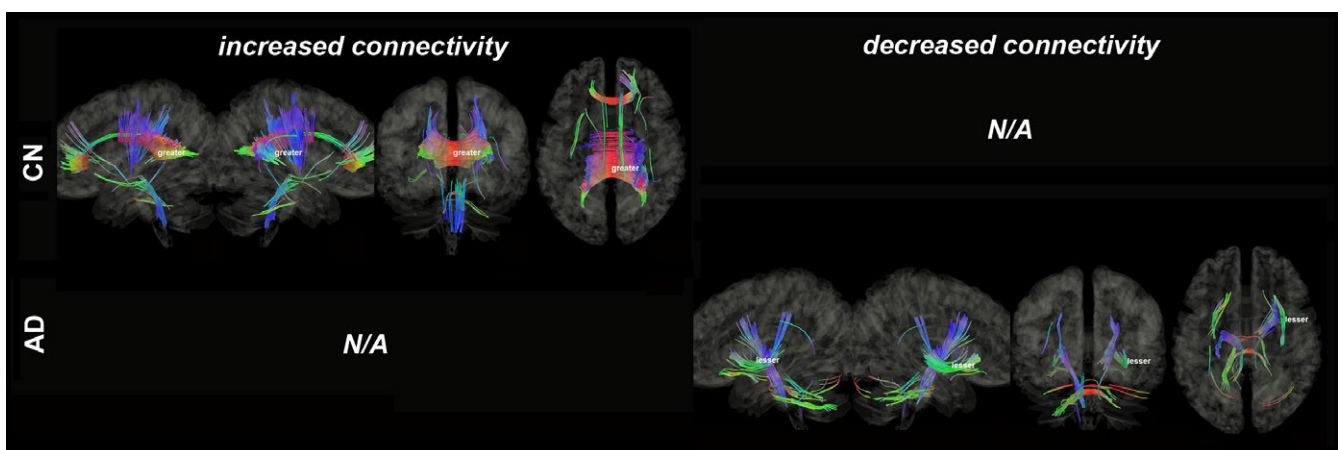 increased connectivity
decreased connectivity
CN
greater
greater
greater
greater
N/A
AD
N/A
lesser
lesser
lesser
lesser